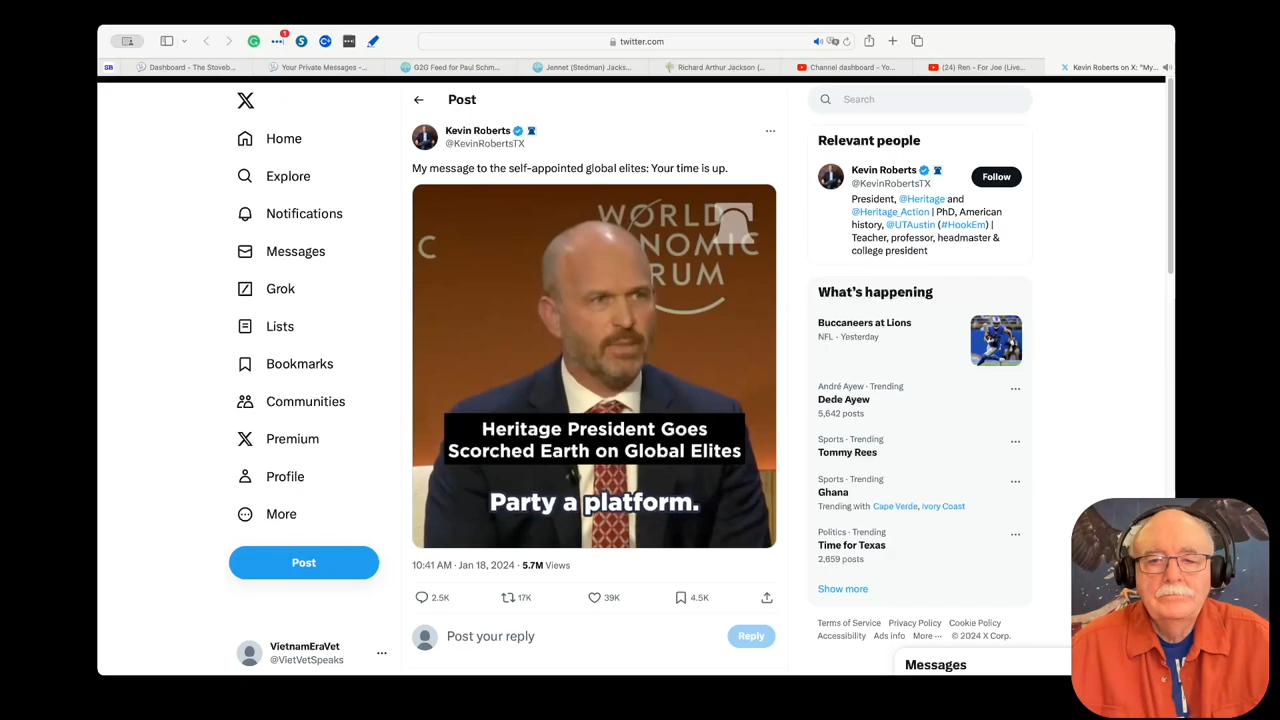 1
twitter.com
SB
Dashboard - The Stoveb...
Your Private Messages -...
G2G Feed for Paul Schm...
Jennet (Stedman) Jacks...
Richard Arthur Jackson (...
Channel dashboard - Yo...
(24) Ren - For Joe (Live...
Kevin Roberts on X: "My...
Home
Explore
Notifications
Messages
Grok
Lists
Bookmarks
Communities
Premium
Profile
More
Post
VietnamEraVet
@VietVetSpeaks
Post
Kevin Roberts
@KevinRobertsTX
My message to the self-appointed global elites: Your time is up.
WORLD
ECONOMIC
FORUM
C
Heritage President Goes
Scorched Earth on Global Elites
Party a platform.
10:41 AM · Jan 18, 2024 · 5.7M Views
2.5K 17K 39K 4.5K
Post your reply
Reply
Search
Relevant people
Kevin Roberts
@KevinRobertsTX
Follow
President, @Heritage and
@Heritage_Action | PhD, American
history, @UTAustin (#HookEm) |
Teacher, professor, headmaster &
college president
What's happening
Buccaneers at Lions
NFL · Yesterday
André Ayew · Trending
Dede Ayew
5,642 posts
Sports · Trending
Tommy Rees
Sports · Trending
Ghana
Trending with Cape Verde, Ivory Coast
Politics · Trending
Time for Texas
2,659 posts
Show more
Terms of Service Privacy Policy Cookie Policy
Accessibility Ads info More ··· © 2024 X Corp.
Messages